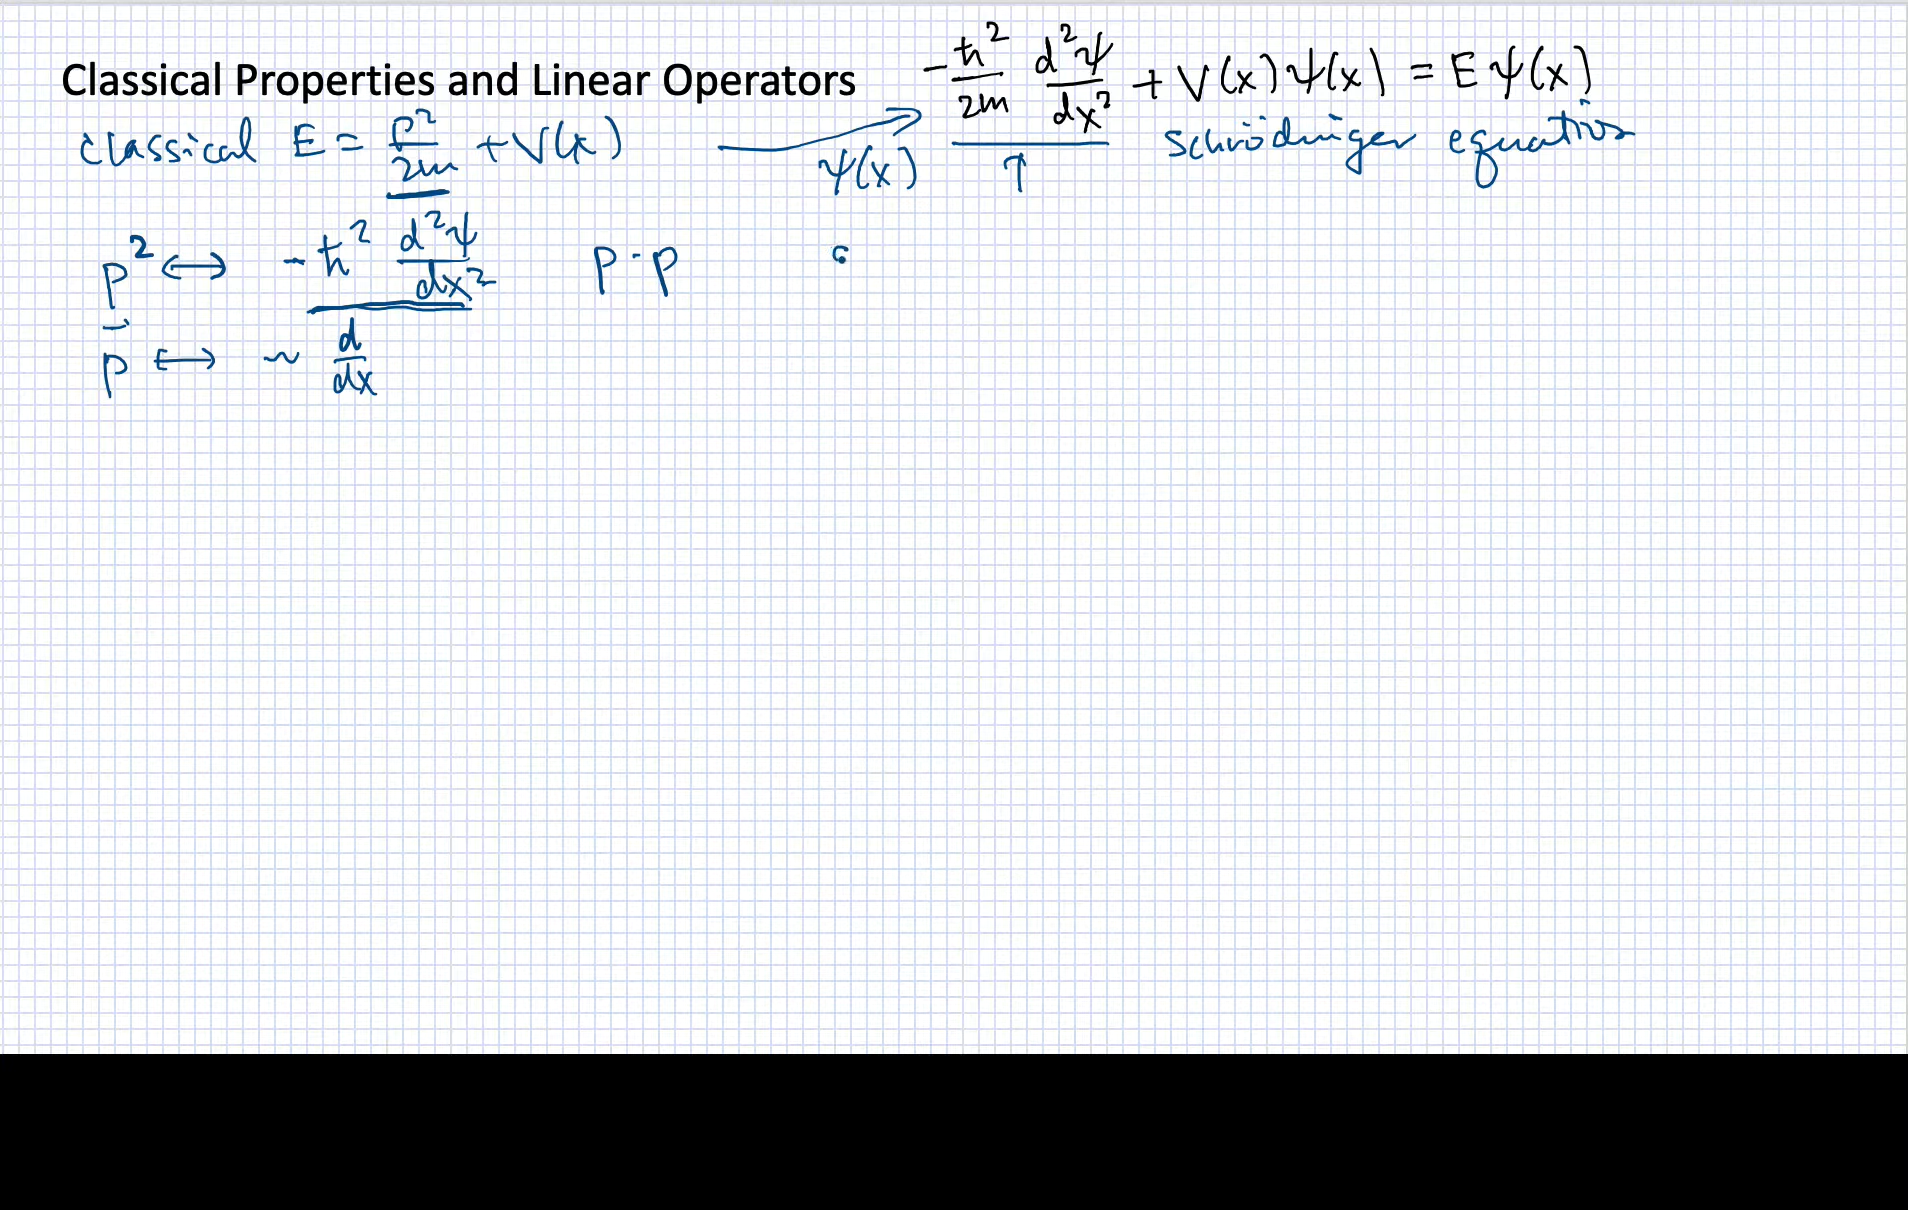 Classical Properties and Linear Operators -ħ²/2m d²ψ/dx² + V(x)ψ(x) = Eψ(x)
classical E = p²/2m + V(x) ψ(x) ↑ schrödinger equation
p² ↔ -ħ² d²ψ/dx² p·p
p ↔ ~ d/dx